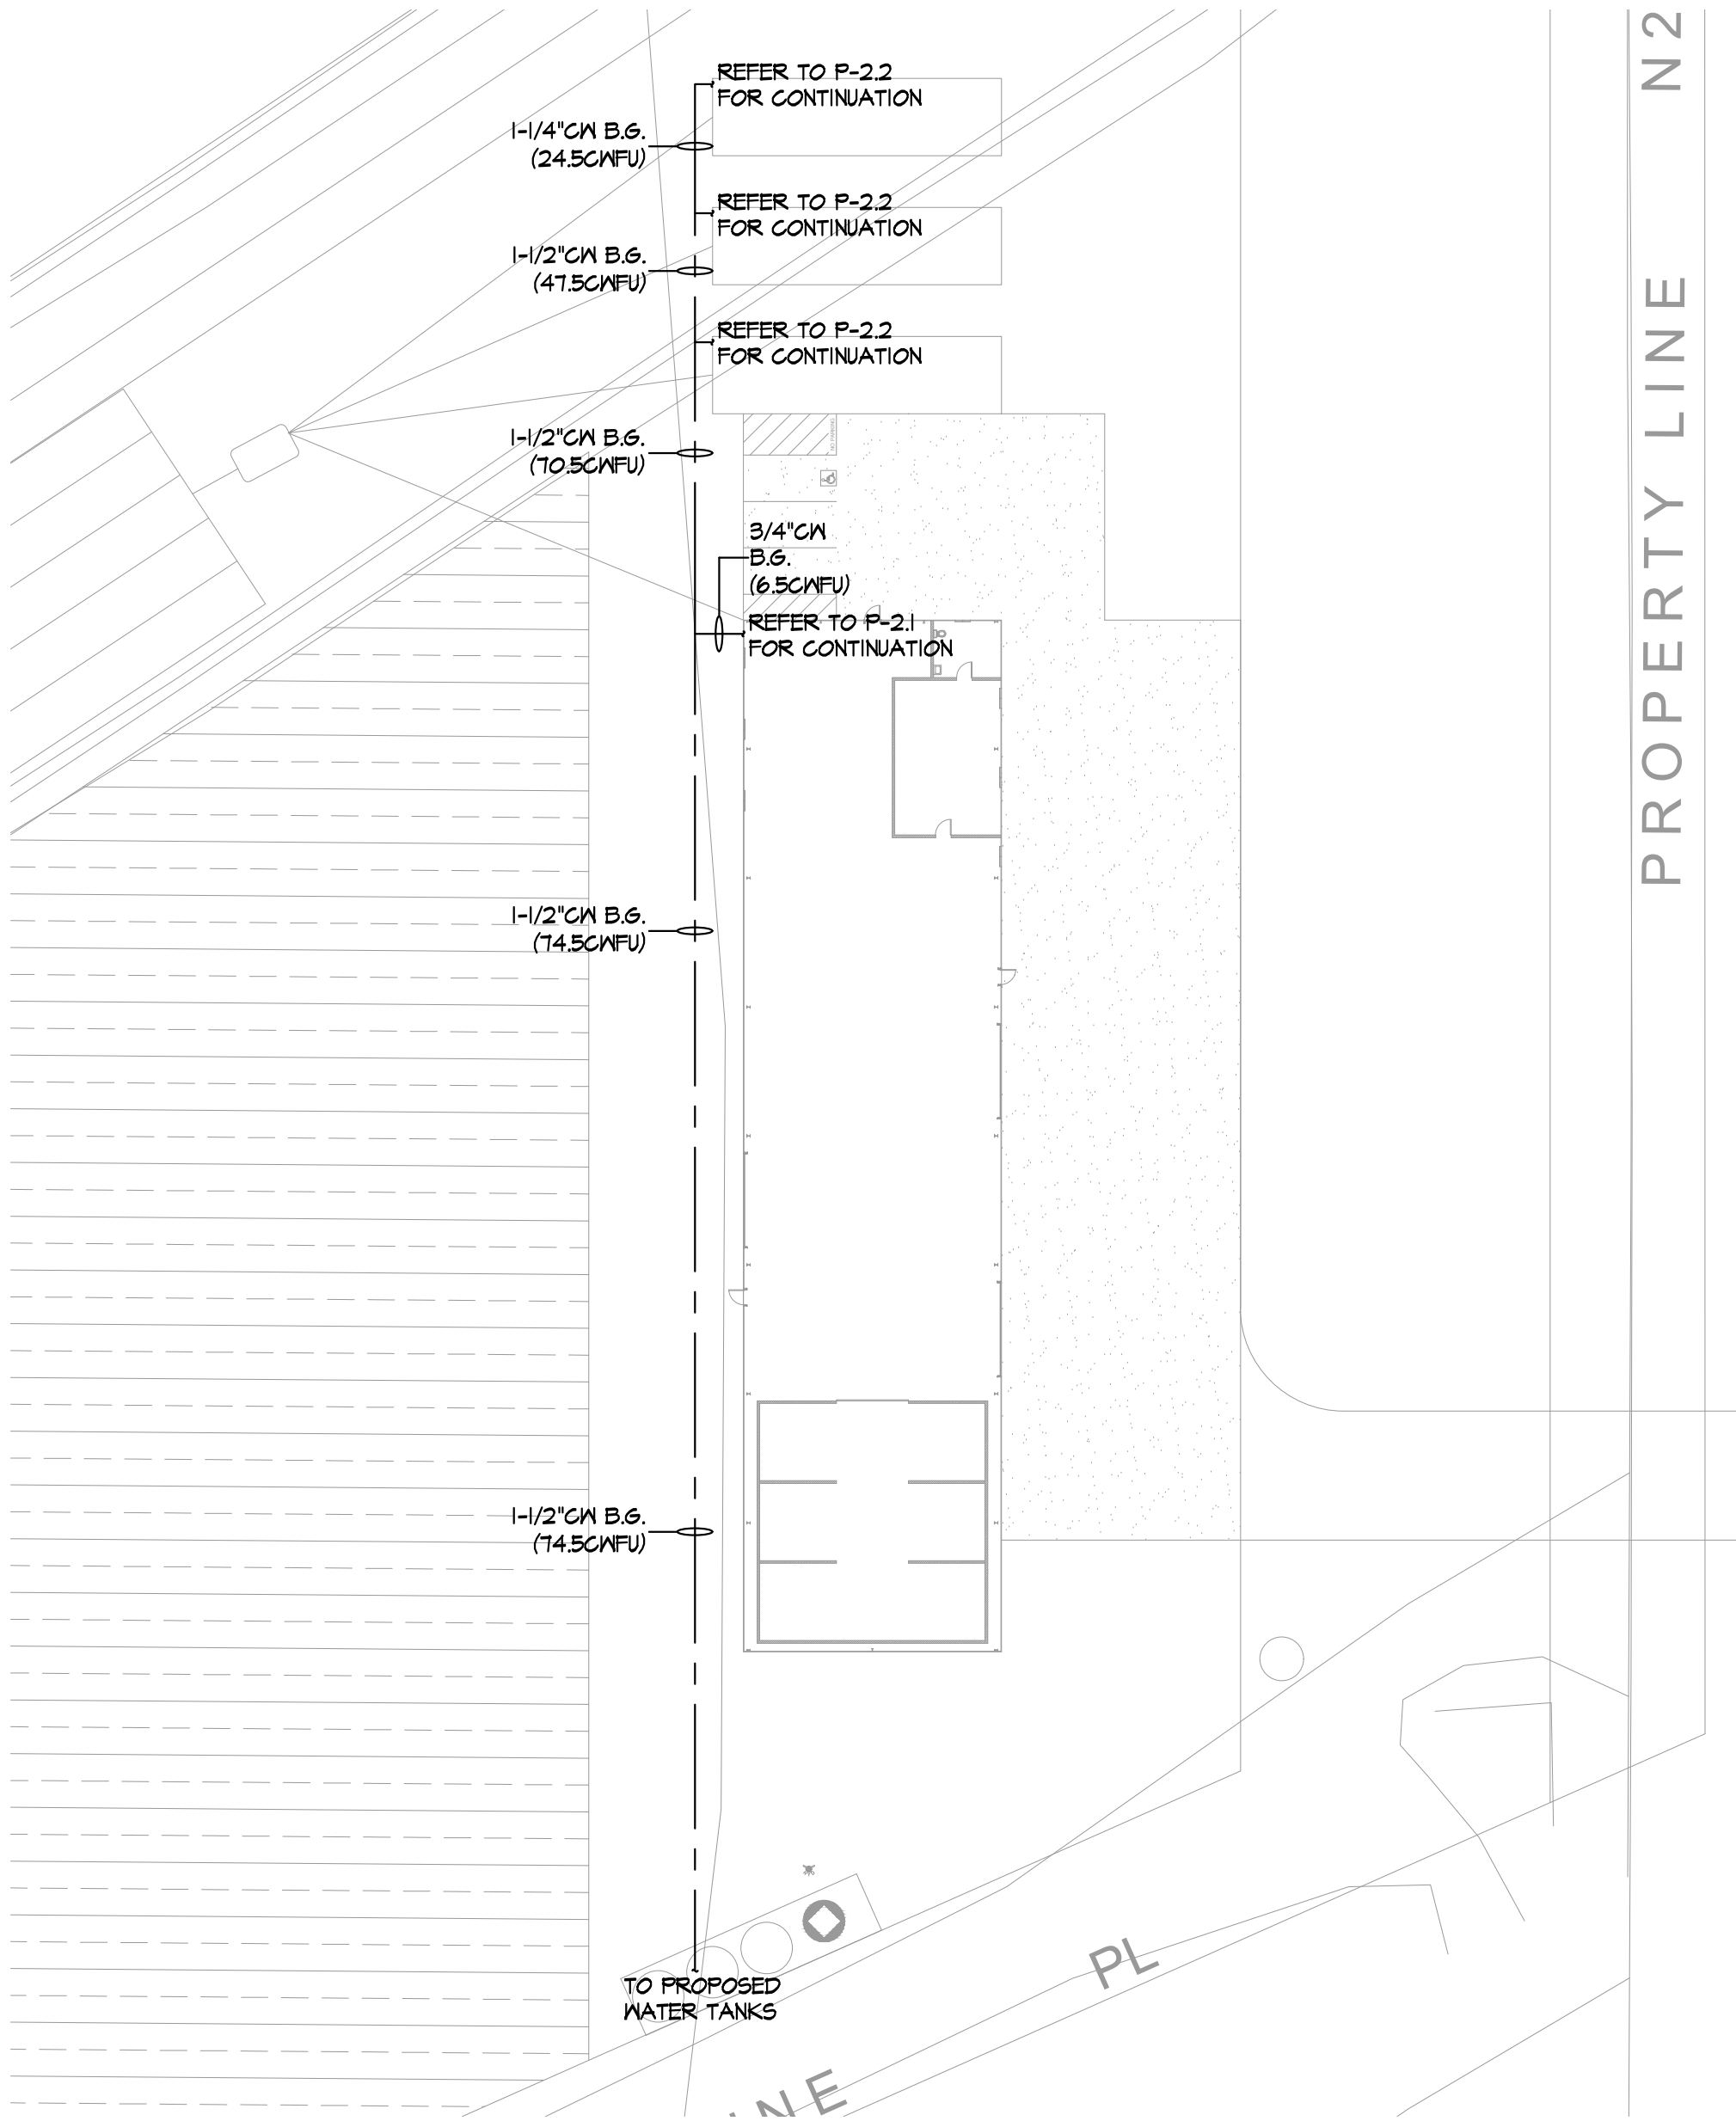 REFER TO P-2.2
FOR CONTINUATION
1-1/4"CW B.G.
(24.5CWFU)
REFER TO P-2.2
FOR CONTINUATION
1-1/2"CW B.G.
(47.5CWFU)
REFER TO P-2.2
FOR CONTINUATION
1-1/2"CW B.G.
(70.5CWFU)
NO PARKING
3/4"CW
B.G.
(6.5CWFU)
REFER TO P-2.1
FOR CONTINUATION
1-1/2"CW B.G.
(74.5CWFU)
1-1/2"CW B.G.
(74.5CWFU)
TO PROPOSED
WATER TANKS
PROPERTY LINE N2
PL